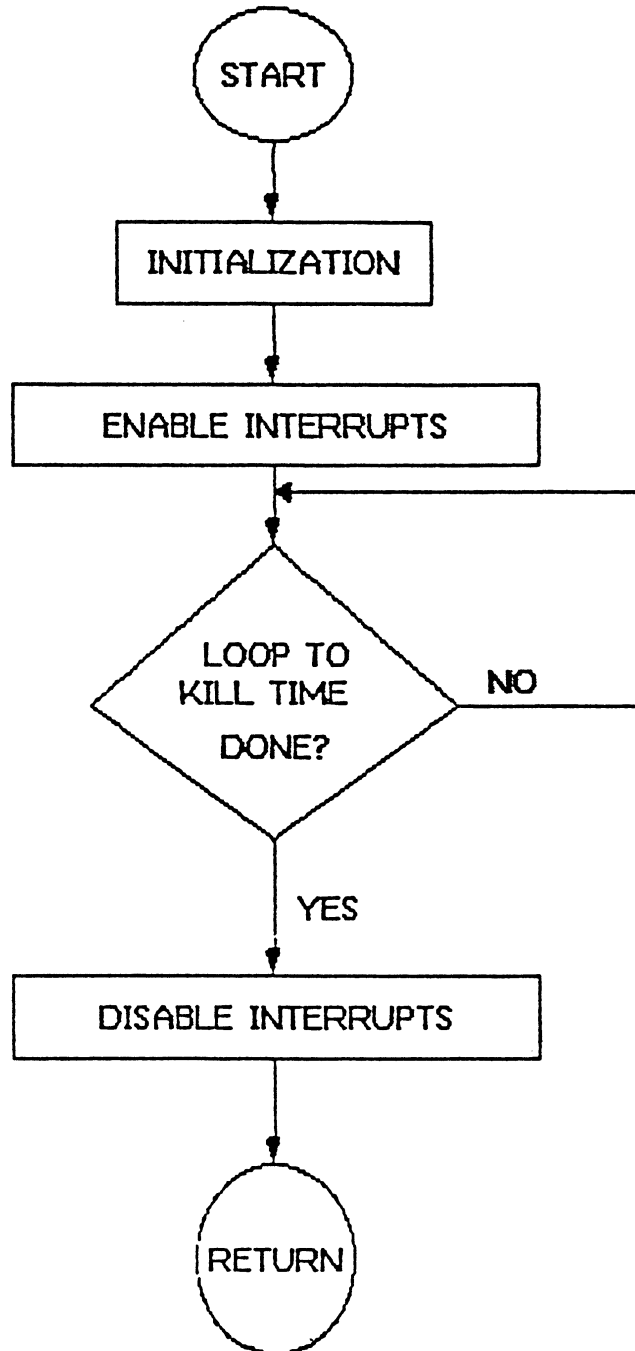 START
INITIALIZATION
ENABLE INTERRUPTS
LOOP TO
KILL TIME
DONE?
NO
YES
DISABLE INTERRUPTS
RETURN